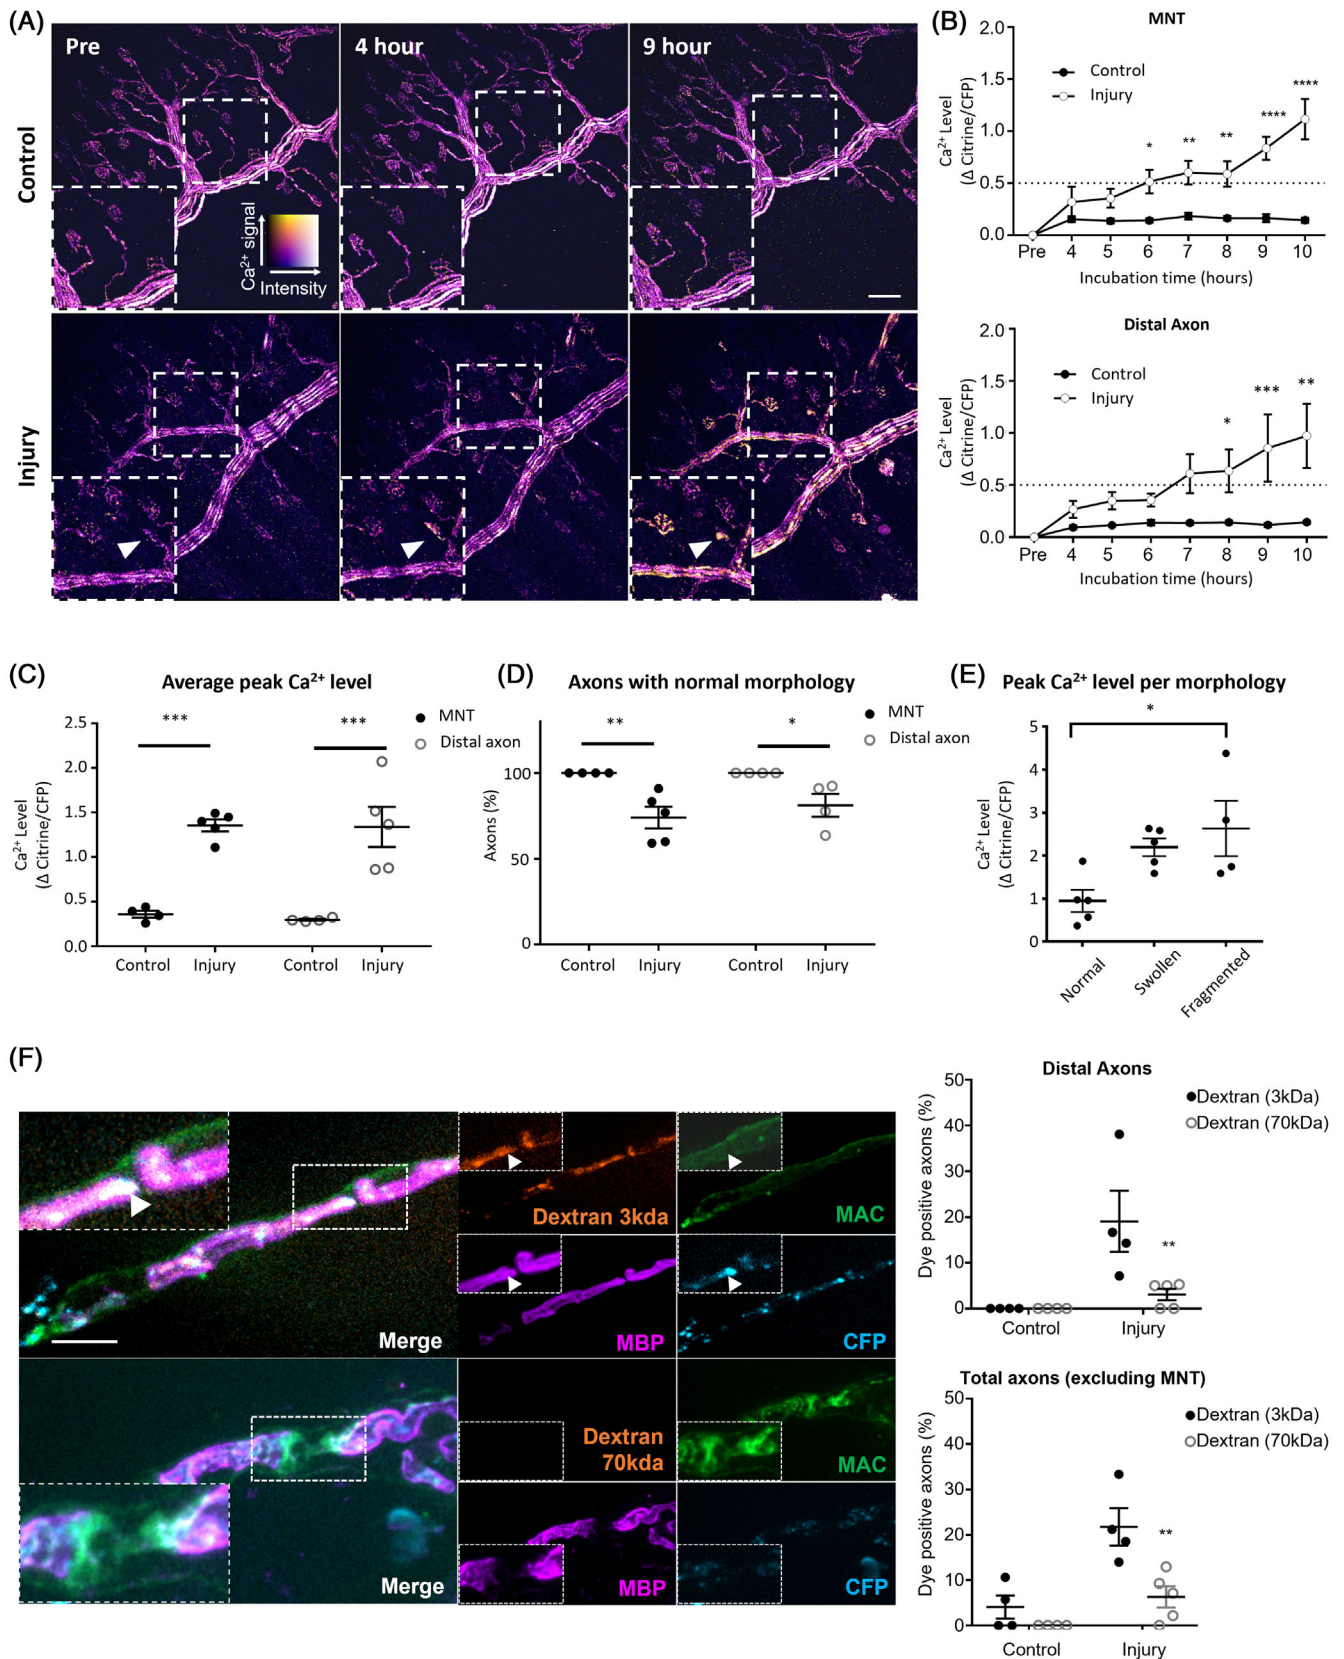 (A)
Pre
4 hour
9 hour
Control
Ca²⁺ signal
Intensity
Injury
(B)
MNT
2.0
1.5
1.0
0.5
0.0
Control
Injury
*
**
**
****
****
Ca²⁺ Level
(Δ Citrine/CFP)
Pre 4 5 6 7 8 9 10
Incubation time (hours)
Distal Axon
2.0
1.5
1.0
0.5
0.0
Control
Injury
*
***
**
Ca²⁺ Level
(Δ Citrine/CFP)
Pre 4 5 6 7 8 9 10
Incubation time (hours)
(C)
Average peak Ca²⁺ level
2.5
2.0
1.5
1.0
0.5
0.0
Ca²⁺ Level
(Δ Citrine/CFP)
*** ***
MNT
Distal axon
Control Injury Control Injury
(D)
Axons with normal morphology
100
50
0
Axons (%)
** *
MNT
Distal axon
Control Injury Control Injury
(E)
Peak Ca²⁺ level per morphology
5
4
3
2
1
0
Ca²⁺ Level
(Δ Citrine/CFP)
*
Normal
Swollen
Fragmented
(F)
Merge
Dextran 3kda
MAC
MBP
CFP
Merge
Dextran
70kda
MAC
MBP
CFP
Distal Axons
50
40
30
20
10
0
Dye positive axons (%)
Dextran (3kDa)
Dextran (70kDa)
**
Control Injury
Total axons (excluding MNT)
50
40
30
20
10
0
Dye positive axons (%)
Dextran (3kDa)
Dextran (70kDa)
**
Control Injury